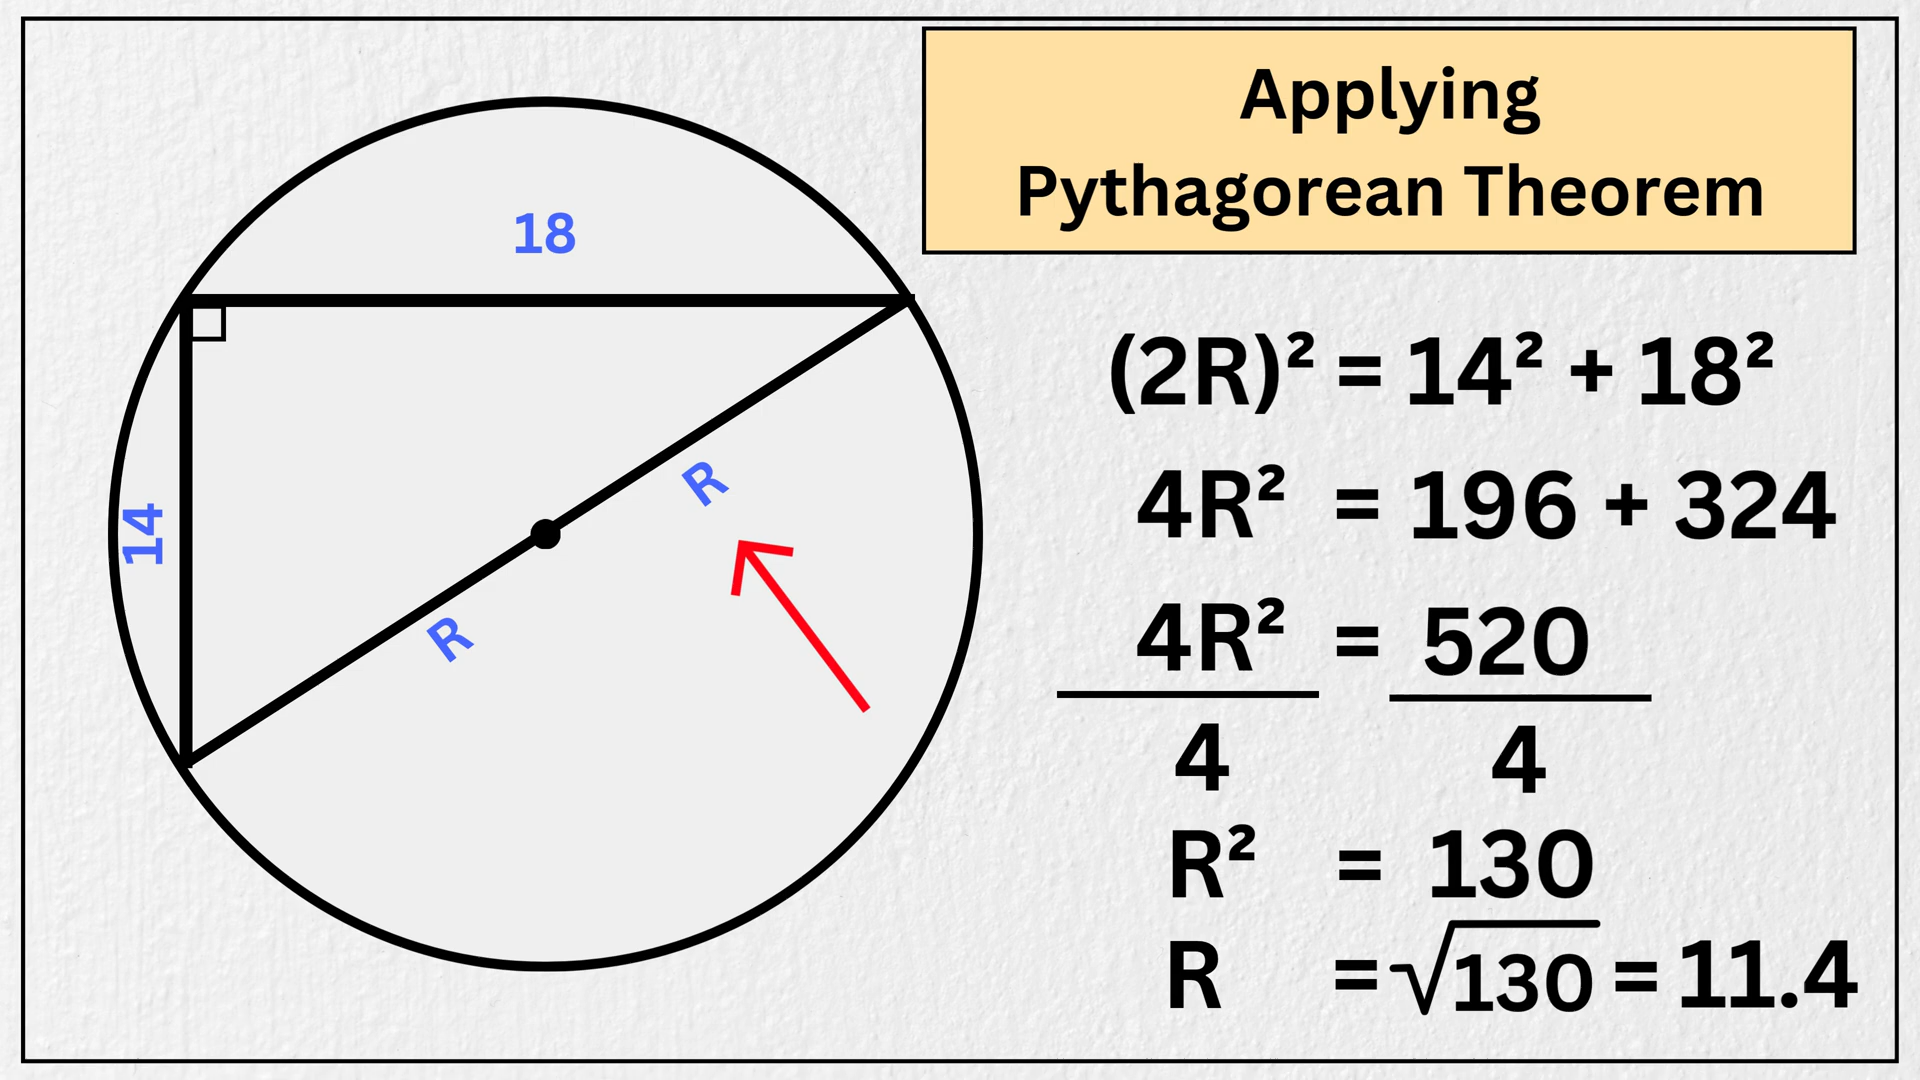 Applying
Pythagorean Theorem
18
14
R
R
(2R)² = 14² + 18²
4R² = 196 + 324
4R² = 520
4 4
R² = 130
R = √130 = 11.4